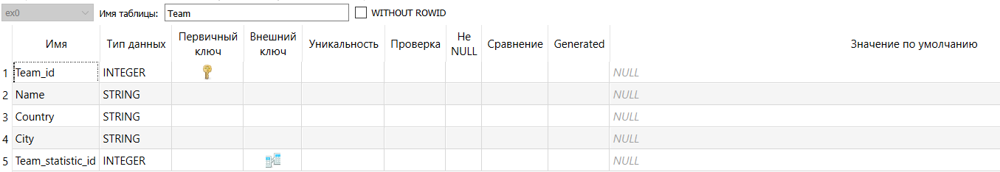 ex0 Имя таблицы: Team WITHOUT ROWID
Имя Тип данных Первичный ключ Внешний ключ Уникальность Проверка Не NULL Сравнение Generated Значение по умолчанию
1 Team_id INTEGER NULL
2 Name STRING NULL
3 Country STRING NULL
4 City STRING NULL
5 Team_statistic_id INTEGER NULL